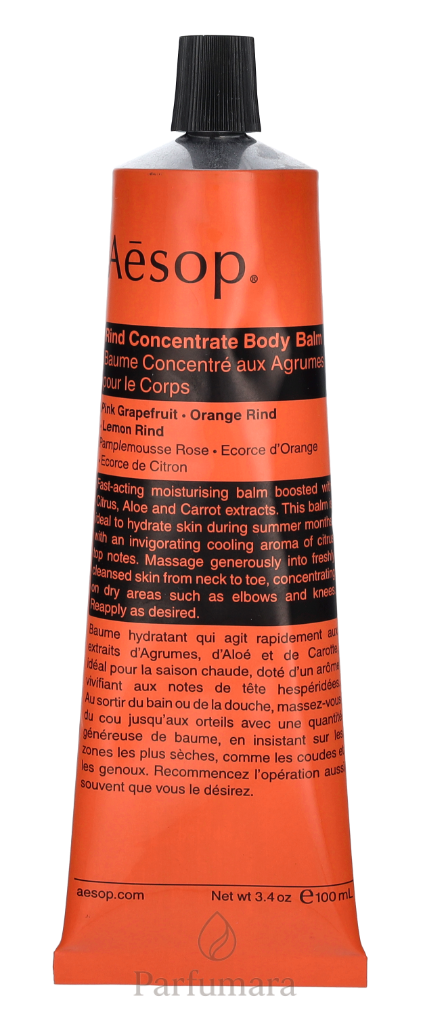 Aēsop.®
Rind Concentrate Body Balm
Baume Concentré aux Agrumes
pour le Corps
Pink Grapefruit • Orange Rind
• Lemon Rind
Pamplemousse Rose • Ecorce d'Orange
• Ecorce de Citron
Fast-acting moisturising balm boosted with
Citrus, Aloe and Carrot extracts. This balm is
ideal to hydrate skin during summer months
with an invigorating cooling aroma of citrus
top notes. Massage generously into freshly
cleansed skin from neck to toe, concentrating
on dry areas such as elbows and knees.
Reapply as desired.
Baume hydratant qui agit rapidement aux
extraits d'Agrumes, d'Aloé et de Carotte,
idéal pour la saison chaude, doté d'un arôme
vivifiant aux notes de tête hespéridées.
Au sortir du bain ou de la douche, massez-vous
du cou jusqu'aux orteils avec une quantité
généreuse de baume, en insistant sur les
zones les plus sèches, comme les coudes et
les genoux. Recommencez l'opération aussi
souvent que vous le désirez.
aesop.com Net wt 3.4 oz ℮100 mL
Parfumara